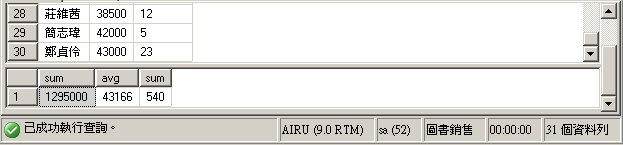 28 莊維茜 38500 12
29 簡志瑋 42000 5
30 鄭貞伶 43000 23
sum avg sum
1 1295000 43166 540
已成功執行查詢。 AIRU (9.0 RTM) sa (52) 圖書銷售 00:00:00 31 個資料列